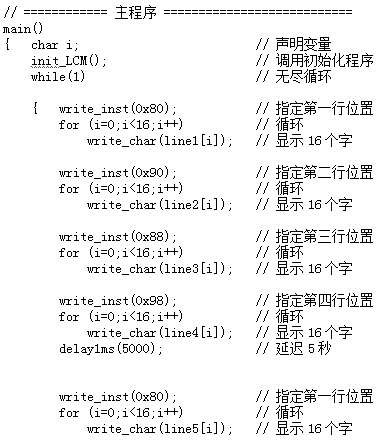 // ============ 主程序 ===========================
main()
{   char i;                          // 声明变量
    init_LCM();                      // 调用初始化程序
    while(1)                         // 无尽循环
    {   write_inst(0x80);            // 指定第一行位置
        for (i=0;i<16;i++)           // 循环
            write_char(line1[i]);    // 显示 16 个字
        write_inst(0x90);            // 指定第二行位置
        for (i=0;i<16;i++)           // 循环
            write_char(line2[i]);    // 显示 16 个字
        write_inst(0x88);            // 指定第三行位置
        for (i=0;i<16;i++)           // 循环
            write_char(line3[i]);    // 显示 16 个字
        write_inst(0x98);            // 指定第四行位置
        for (i=0;i<16;i++)           // 循环
            write_char(line4[i]);    // 显示 16 个字
        delay1ms(5000);              // 延迟 5 秒
        write_inst(0x80);            // 指定第一行位置
        for (i=0;i<16;i++)           // 循环
            write_char(line5[i];     // 显示 16 个字